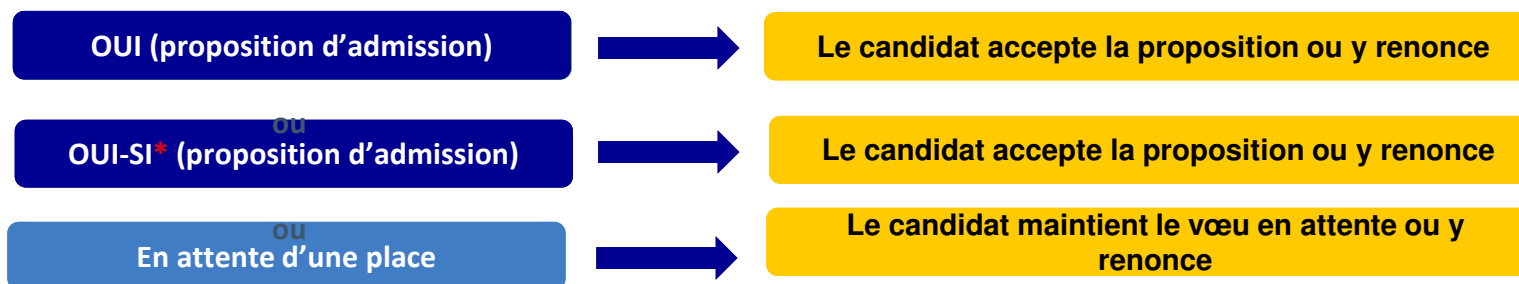 OUI (proposition d’admission)
Le candidat accepte la proposition ou y renonce
ou
OUI-SI* (proposition d’admission)
Le candidat accepte la proposition ou y renonce
ou
En attente d’une place
Le candidat maintient le vœu en attente ou y
renonce